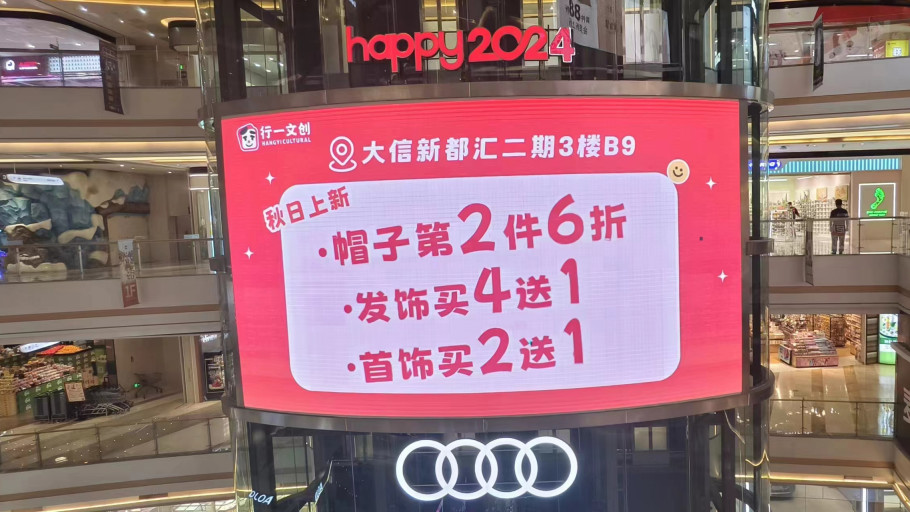 happy2024
行一文创
HANGYICULTURAL
大信新都汇二期3楼B9
秋日上新
·帽子第2件6折
·发饰买4送1
·首饰买2送1